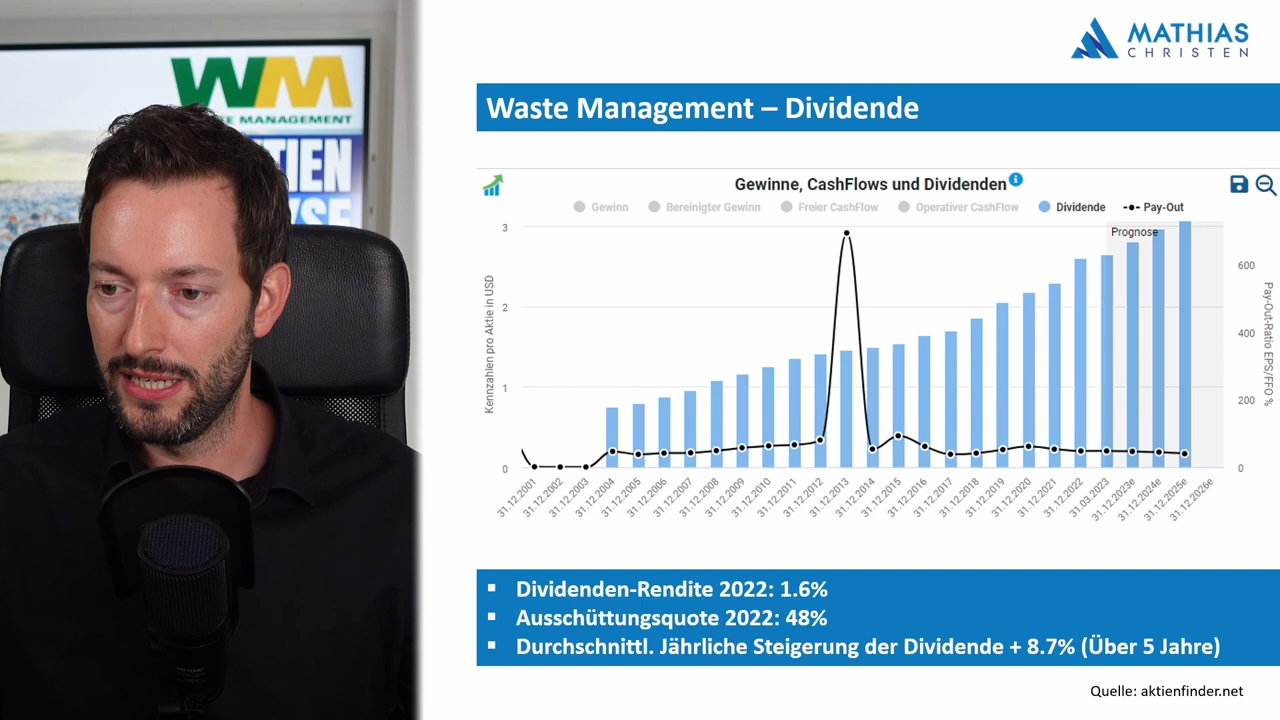 MATHIAS
CHRISTEN
WM
E MANAGEMENT
TIEN
YSE
Waste Management – Dividende
Gewinne, CashFlows und Dividenden
Gewinn
Bereinigter Gewinn
Freier CashFlow
Operativer CashFlow
Dividende
Pay-Out
Prognose
3
2
1
0
Kennzahlen pro Aktie in USD
600
400
200
0
Pay-Out-Ratio EPS/FFO %
31.12.2001
31.12.2002
31.12.2003
31.12.2004
31.12.2005
31.12.2006
31.12.2007
31.12.2008
31.12.2009
31.12.2010
31.12.2011
31.12.2012
31.12.2013
31.12.2014
31.12.2015
31.12.2016
31.12.2017
31.12.2018
31.12.2019
31.12.2020
31.12.2021
31.12.2022
31.03.2023
31.12.2023e
31.12.2024e
31.12.2025e
31.12.2026e
▪ Dividenden-Rendite 2022: 1.6%
▪ Ausschüttungsquote 2022: 48%
▪ Durchschnittl. Jährliche Steigerung der Dividende + 8.7% (Über 5 Jahre)
Quelle: aktienfinder.net